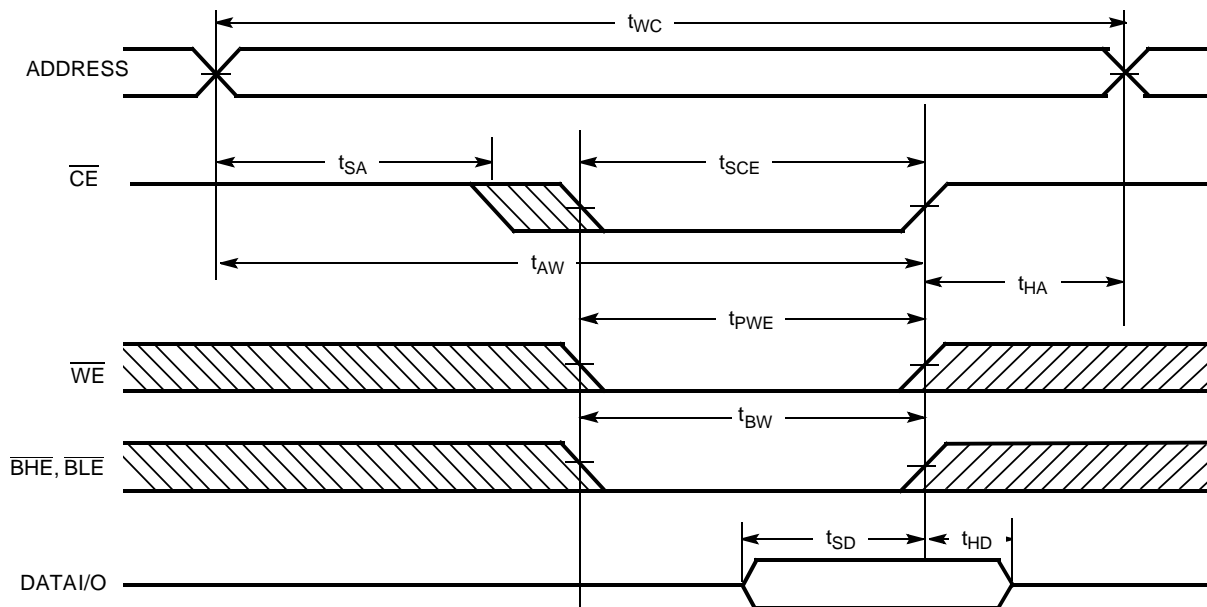 tWC
ADDRESS
tSA
tSCE
CE
tAW
tHA
tPWE
WE
tBW
BHE, BLE
tSD
tHD
DATAI/O